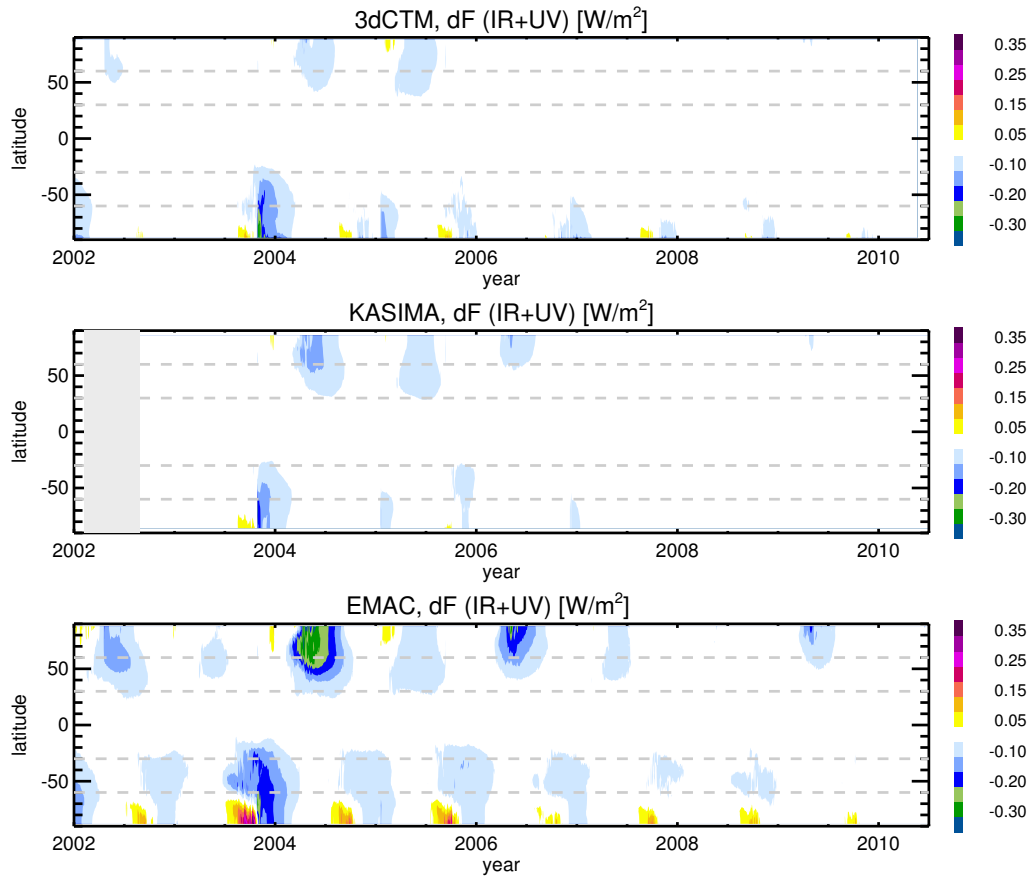 3dCTM, dF (IR+UV) [W/m²]
latitude
50
0
-50
2002 2004 2006 2008 2010
year
0.35
0.25
0.15
0.05
-0.10
-0.20
-0.30
KASIMA, dF (IR+UV) [W/m²]
latitude
50
0
-50
2002 2004 2006 2008 2010
year
0.35
0.25
0.15
0.05
-0.10
-0.20
-0.30
EMAC, dF (IR+UV) [W/m²]
latitude
50
0
-50
2002 2004 2006 2008 2010
year
0.35
0.25
0.15
0.05
-0.10
-0.20
-0.30